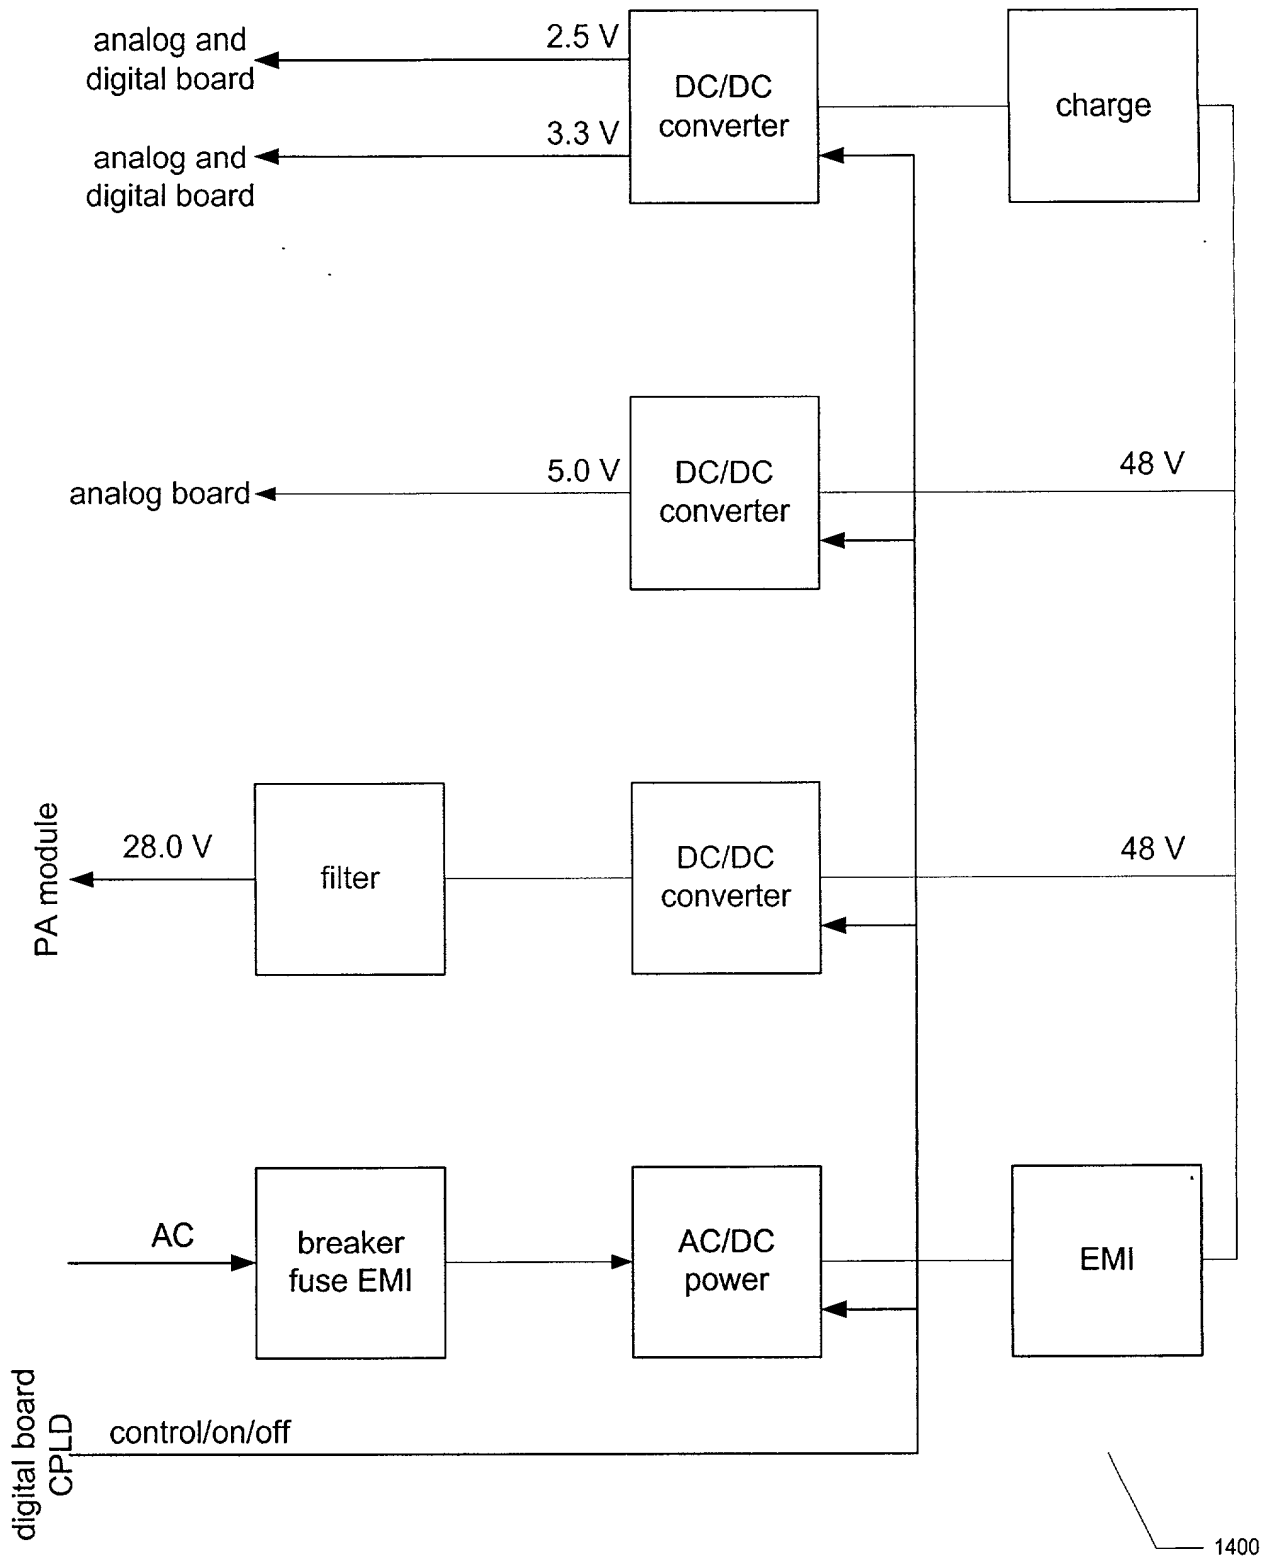 analog and
digital board
2.5 V
DC/DC
converter
charge
analog and
digital board
3.3 V
analog board
5.0 V
DC/DC
converter
48 V
PA module
28.0 V
filter
DC/DC
converter
48 V
AC
breaker
fuse EMI
AC/DC
power
EMI
digital board
CPLD
control/on/off
1400